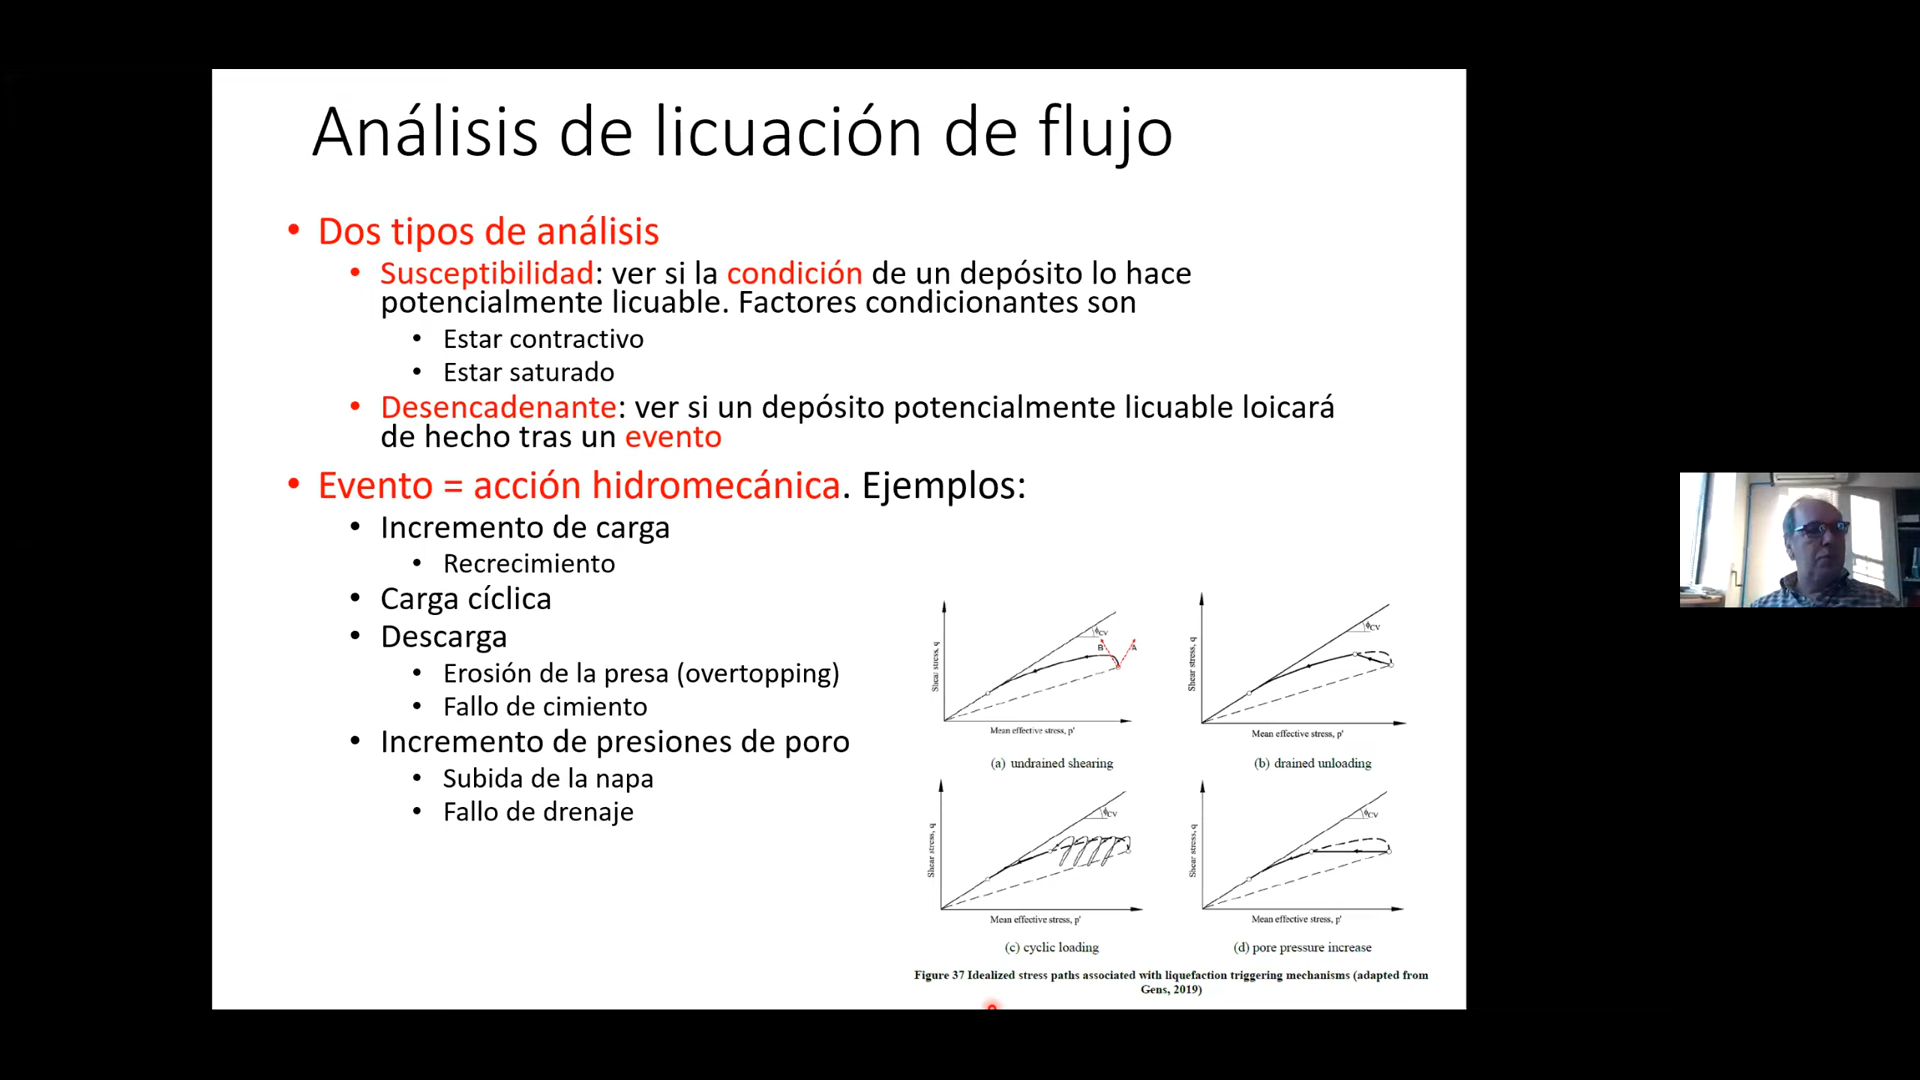 Análisis de licuación de flujo
• Dos tipos de análisis
• Susceptibilidad: ver si la condición de un depósito lo hace
potencialmente licuable. Factores condicionantes son
• Estar contractivo
• Estar saturado
• Desencadenante: ver si un depósito potencialmente licuable loicará
de hecho tras un evento
• Evento = acción hidromecánica. Ejemplos:
• Incremento de carga
• Recrecimiento
• Carga cíclica
• Descarga
• Erosión de la presa (overtopping)
• Fallo de cimiento
• Incremento de presiones de poro
• Subida de la napa
• Fallo de drenaje
Shear stress, q
ϕCV
B
A
Mean effective stress, p'
(a) undrained shearing
Shear stress, q
ϕCV
Mean effective stress, p'
(b) drained unloading
Shear stress, q
ϕCV
Mean effective stress, p'
(c) cyclic loading
Shear stress, q
ϕCV
Mean effective stress, p'
(d) pore pressure increase
Figure 37 Idealized stress paths associated with liquefaction triggering mechanisms (adapted from
Gens, 2019)